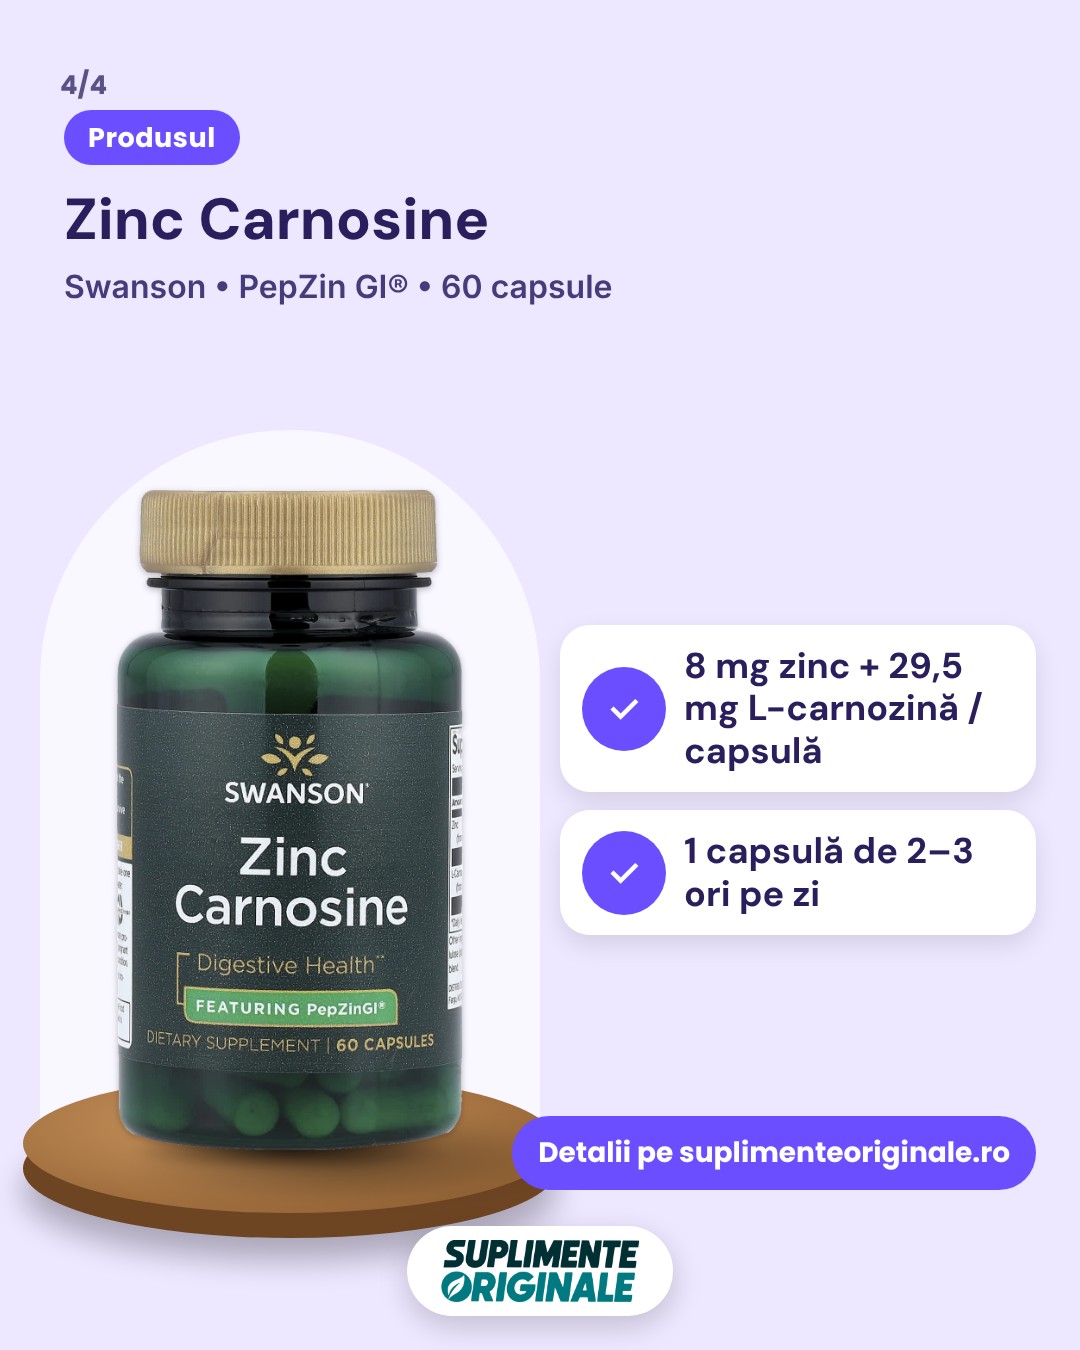 4/4
Produsul
Zinc Carnosine
Swanson • PepZin GI® • 60 capsule
8 mg zinc + 29,5
mg L-carnozină /
capsulă
1 capsulă de 2–3
ori pe zi
SWANSON
Zinc
Carnosine
Digestive Health
FEATURING PepZinGI®
DIETARY SUPPLEMENT | 60 CAPSULES
Detalii pe suplimenteoriginale.ro
SUPLIMENTE
ORIGINALE